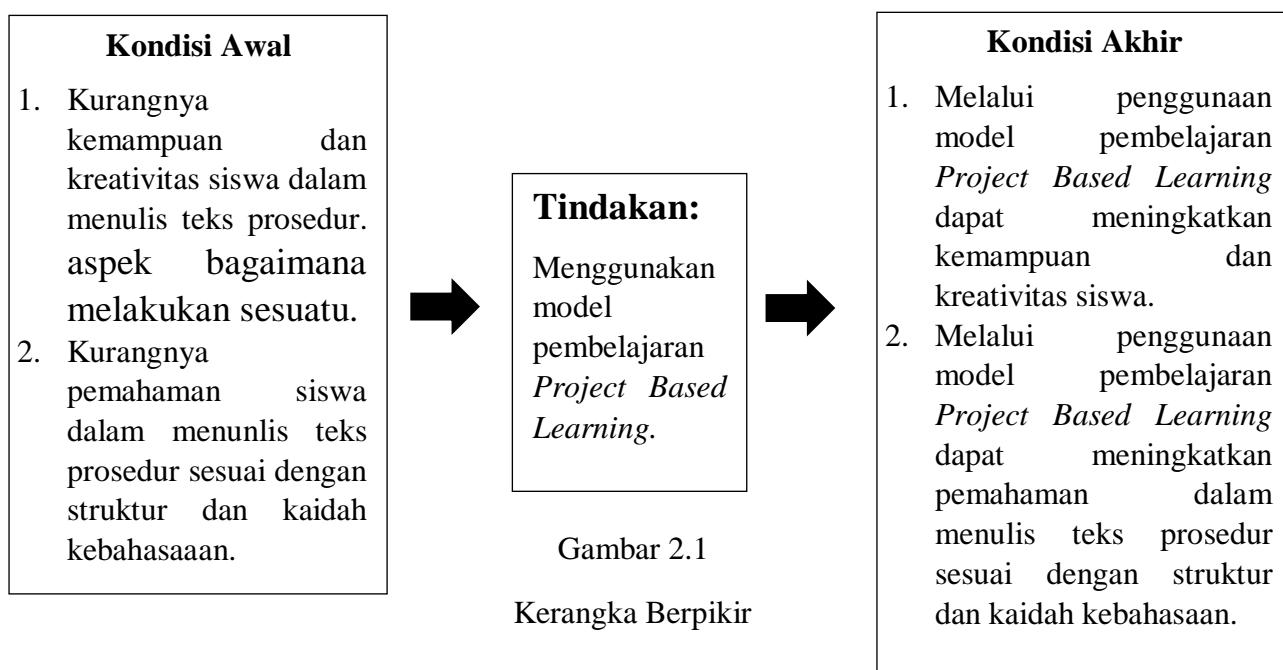 Kondisi Awal
1. Kurangnya
kemampuan dan
kreativitas siswa dalam
menulis teks prosedur.
aspek bagaimana
melakukan sesuatu.
2. Kurangnya
pemahaman siswa
dalam menunlis teks
prosedur sesuai dengan
struktur dan kaidah
kebahasaaan.
Tindakan:
Menggunakan
model
pembelajaran
Project Based
Learning.
Gambar 2.1
Kerangka Berpikir
Kondisi Akhir
1. Melalui penggunaan
model pembelajaran
Project Based Learning
dapat meningkatkan
kemampuan dan
kreativitas siswa.
2. Melalui penggunaan
model pembelajaran
Project Based Learning
dapat meningkatkan
pemahaman dalam
menulis teks prosedur
sesuai dengan struktur
dan kaidah kebahasaan.